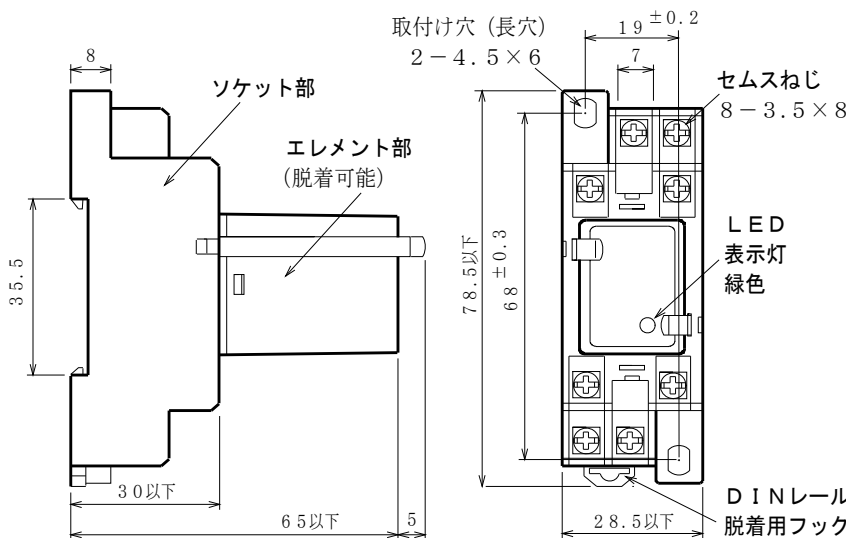 8
ソケット部
エレメント部
(脱着可能)
35.5
30以下
65以下
5
取付け穴(長穴)
2-4.5×6
19±0.2
7
セムスねじ
8-3.5×8
78.5以下
68±0.3
LED
表示灯
緑色
28.5以下
DINレール
脱着用フック